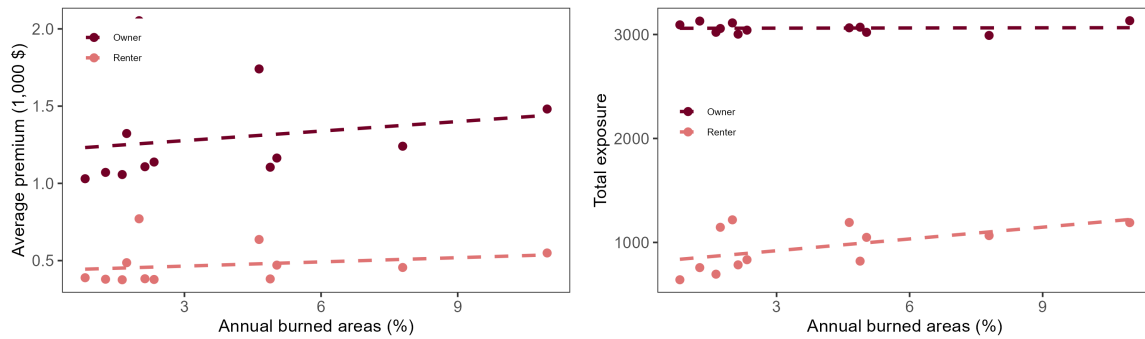 Average premium (1,000 $)
2.0
1.5
1.0
0.5
Owner
Renter
3
6
9
Annual burned areas (%)
Total exposure
3000
2000
1000
Owner
Renter
3
6
9
Annual burned areas (%)